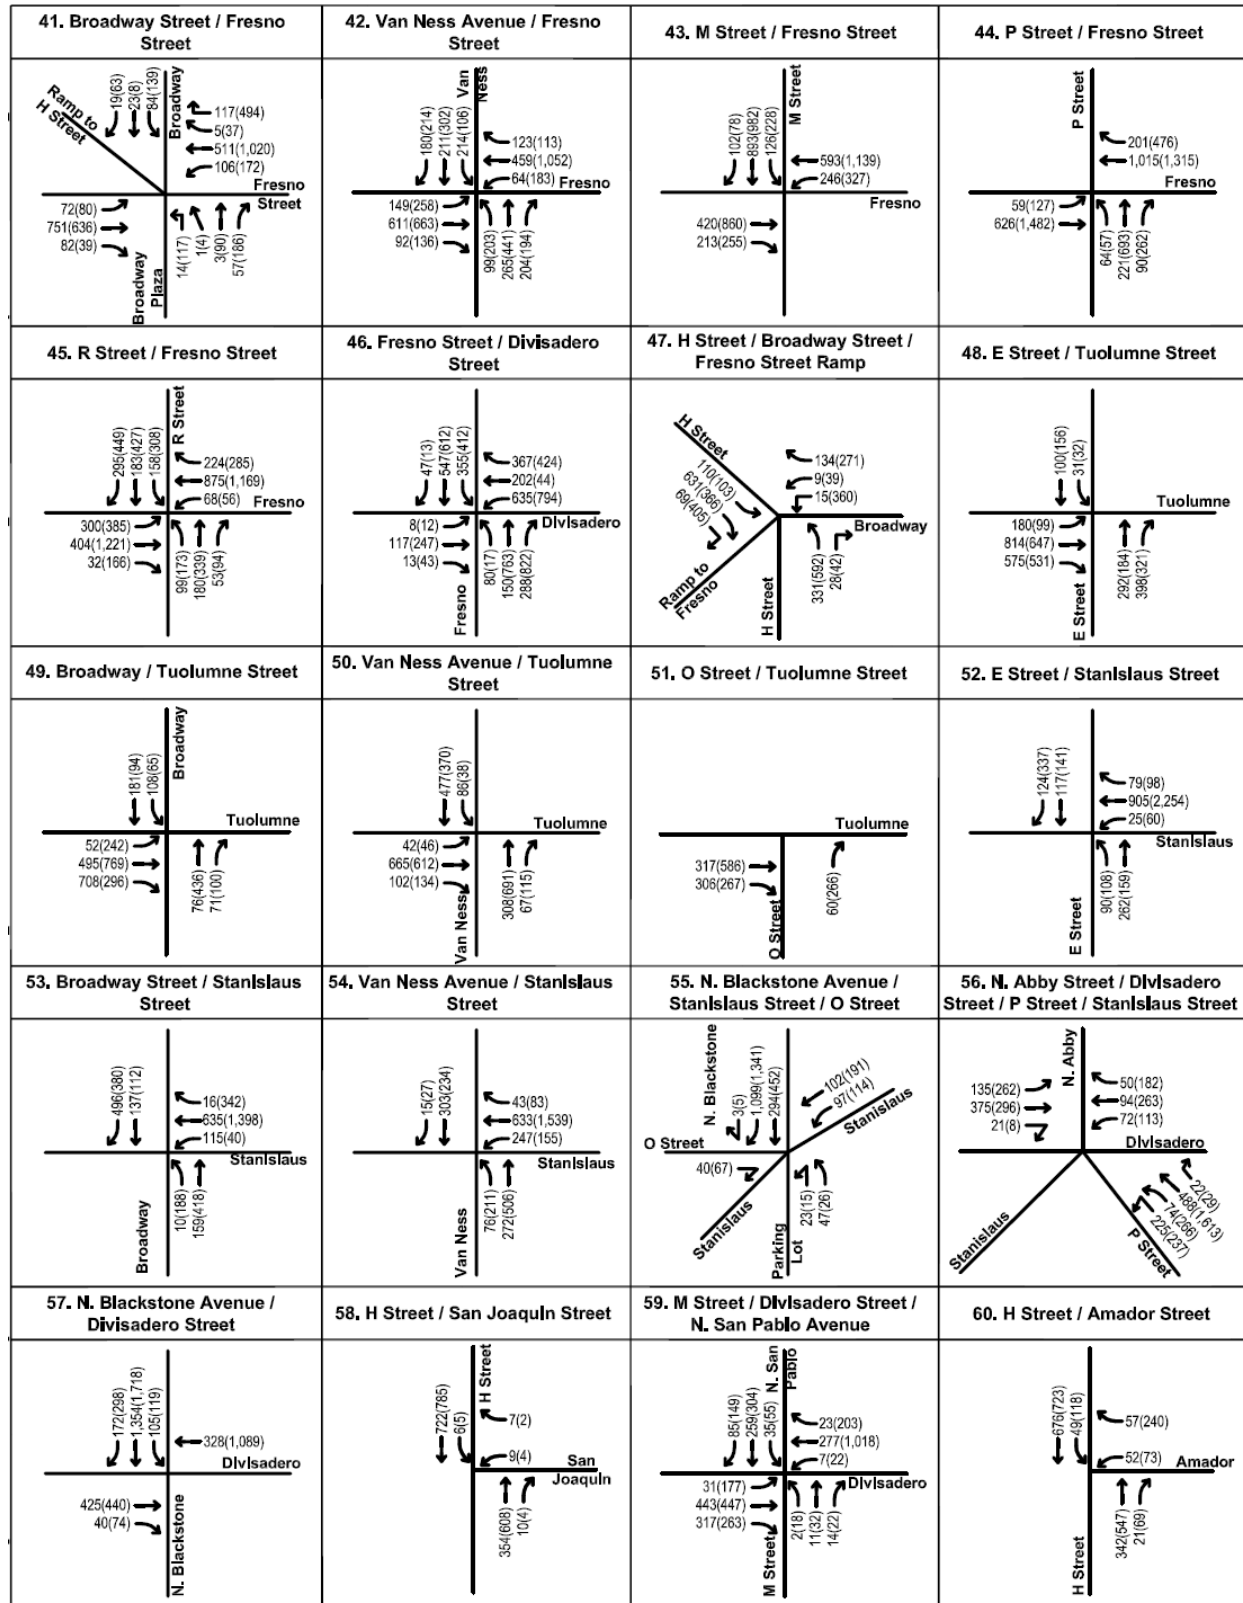 41. Broadway Street / Fresno
Street
19(63)
23(8)
84(139)
Broadway
Ramp to
H Street
117(494)
5(37)
511(1,020)
106(172)
Fresno
Street
72(80)
751(636)
82(39)
Broadway
Plaza
14(117)
1(4)
3(90)
57(186)
42. Van Ness Avenue / Fresno
Street
Van
Ness
180(214)
211(302)
214(106)
123(113)
459(1,052)
64(183)
Fresno
149(258)
611(663)
92(136)
99(203)
265(441)
204(194)
43. M Street / Fresno Street
M Street
102(78)
893(982)
126(228)
593(1,139)
246(327)
Fresno
420(860)
213(255)
44. P Street / Fresno Street
P Street
201(476)
1,015(1,315)
Fresno
59(127)
626(1,482)
64(57)
221(693)
90(262)
45. R Street / Fresno Street
R Street
295(449)
183(427)
158(308)
224(285)
875(1,169)
68(56)
Fresno
300(385)
404(1,221)
32(166)
99(173)
180(339)
53(94)
46. Fresno Street / Divisadero
Street
47(13)
547(612)
355(412)
367(424)
202(44)
635(794)
Divisadero
8(12)
117(247)
13(43)
Fresno
80(17)
150(763)
288(822)
47. H Street / Broadway Street /
Fresno Street Ramp
H Street
110(103)
631(366)
69(405)
134(271)
9(39)
15(360)
Broadway
Ramp to
Fresno
H Street
331(592)
28(42)
48. E Street / Tuolumne Street
100(156)
31(32)
Tuolumne
180(99)
814(647)
575(531)
E Street
292(184)
396(321)
49. Broadway / Tuolumne Street
Broadway
181(94)
108(65)
Tuolumne
52(242)
495(769)
708(296)
76(436)
71(100)
50. Van Ness Avenue / Tuolumne
Street
477(370)
86(38)
Tuolumne
42(46)
665(612)
102(134)
Van Ness
308(691)
67(115)
51. O Street / Tuolumne Street
Tuolumne
317(586)
306(267)
O Street
60(266)
52. E Street / Stanislaus Street
124(337)
117(141)
79(98)
905(2,254)
25(60)
Stanislaus
E Street
90(108)
262(159)
53. Broadway Street / Stanislaus
Street
496(380)
137(112)
16(342)
635(1,398)
115(40)
Stanislaus
Broadway
10(188)
159(418)
54. Van Ness Avenue / Stanislaus
Street
15(27)
303(234)
43(83)
633(1,539)
247(155)
Stanislaus
Van Ness
76(211)
272(506)
55. N. Blackstone Avenue /
Stanislaus Street / O Street
N. Blackstone
3(5)
1,099(1,341)
294(452)
102(191)
97(114)
Stanislaus
O Street
40(67)
Stanislaus
Parking
Lot
23(15)
47(26)
56. N. Abby Street / Divisadero
Street / P Street / Stanislaus Street
N. Abby
135(262)
375(296)
21(8)
50(182)
94(263)
72(113)
Divisadero
22(29)
488(1,613)
74(266)
225(237)
P Street
Stanislaus
57. N. Blackstone Avenue /
Divisadero Street
172(298)
1,354(1,718)
105(119)
328(1,089)
Divisadero
425(440)
40(74)
N. Blackstone
58. H Street / San Joaquin Street
H Street
722(785)
6(5)
7(2)
9(4)
San
Joaquin
354(608)
10(4)
59. M Street / Divisadero Street /
N. San Pablo Avenue
N. San
Pablo
85(149)
259(304)
35(55)
23(203)
277(1,018)
7(22)
Divisadero
31(177)
443(447)
317(263)
M Street
2(18)
11(32)
14(22)
60. H Street / Amador Street
676(723)
49(118)
57(240)
52(73)
Amador
H Street
342(547)
21(69)